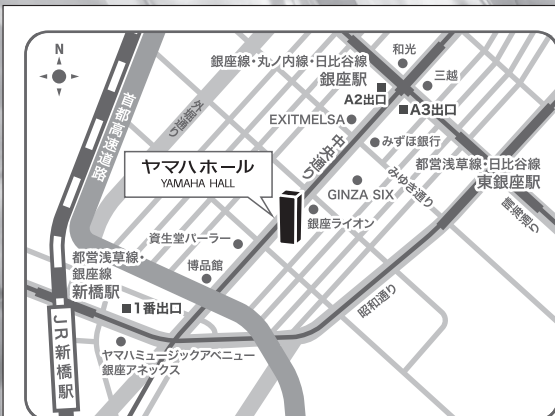 N
首都高速道路
外堀通り
銀座線・丸ノ内線・日比谷線
銀座駅
A2出口
和光
三越
A3出口
EXITMELSA
みずほ銀行
中央通り
都営浅草線・日比谷線
東銀座駅
みゆき通り
晴海通り
ヤマハホール
YAMAHA HALL
GINZA SIX
銀座ライオン
資生堂パーラー
博品館
都営浅草線・
銀座線
新橋駅
1番出口
昭和通り
JR新橋駅
ヤマハミュージックアベニュー
銀座アネックス